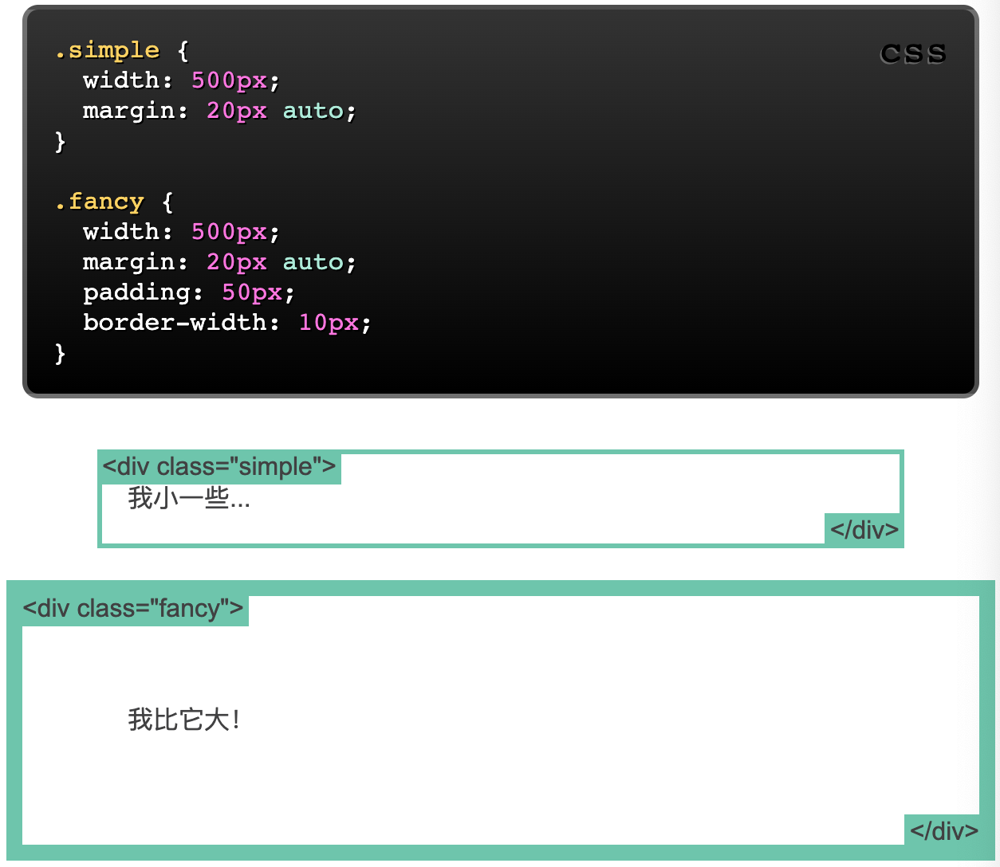 CSS
.simple {
  width: 500px;
  margin: 20px auto;
}

.fancy {
  width: 500px;
  margin: 20px auto;
  padding: 50px;
  border-width: 10px;
}
<div class="simple">
我小一些...
</div>
<div class="fancy">
我比它大！
</div>